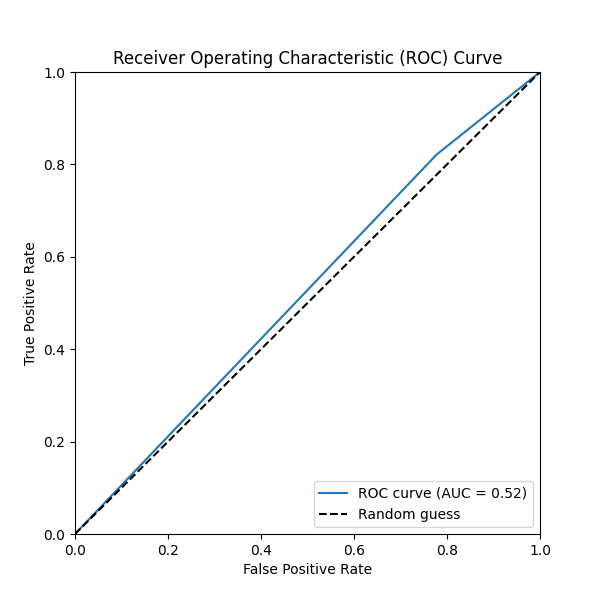 Receiver Operating Characteristic (ROC) Curve
1.0
0.8
0.6
0.4
0.2
0.0
True Positive Rate
ROC curve (AUC = 0.52)
Random guess
0.0 0.2 0.4 0.6 0.8 1.0
False Positive Rate